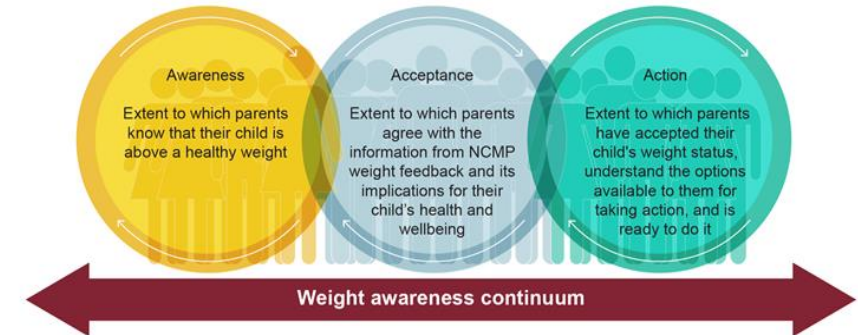 Awareness
Extent to which parents
know that their child is
above a healthy weight
Acceptance
Extent to which parents
agree with the
information from NCMP
weight feedback and its
implications for their
child's health and
wellbeing
Action
Extent to which parents
have accepted their
child's weight status,
understand the options
available to them for
taking action, and is
ready to do it
Weight awareness continuum